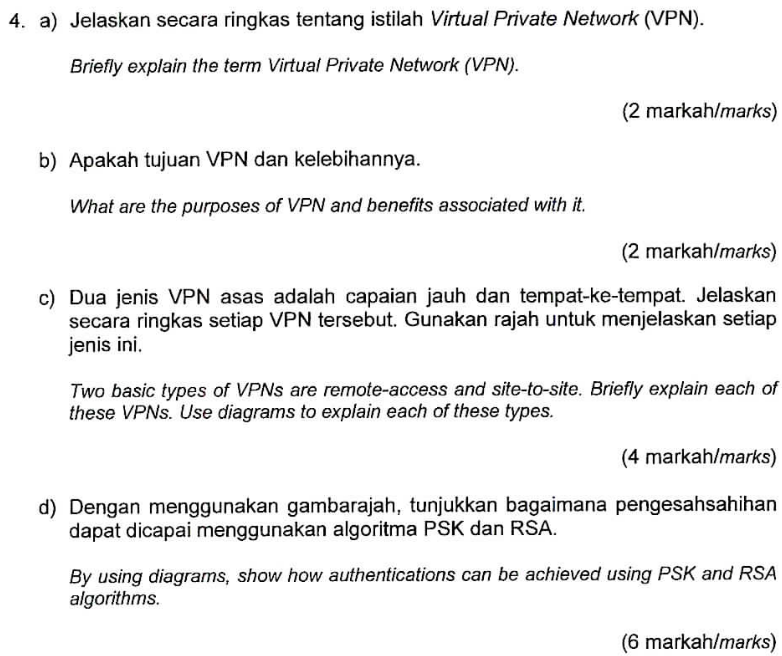 4. a) Jelaskan secara ringkas tentang istilah Virtual Private Network (VPN).
Briefly explain the term Virtual Private Network (VPN).
(2 markah/marks)
b) Apakah tujuan VPN dan kelebihannya.
What are the purposes of VPN and benefits associated with it.
(2 markah/marks)
c) Dua jenis VPN asas adalah capaian jauh dan tempat-ke-tempat. Jelaskan
secara ringkas setiap VPN tersebut. Gunakan rajah untuk menjelaskan setiap
jenis ini.
Two basic types of VPNs are remote-access and site-to-site. Briefly explain each of
these VPNs. Use diagrams to explain each of these types.
(4 markah/marks)
d) Dengan menggunakan gambarajah, tunjukkan bagaimana pengesahsahihan
dapat dicapai menggunakan algoritma PSK dan RSA.
By using diagrams, show how authentications can be achieved using PSK and RSA
algorithms.
(6 markah/marks)